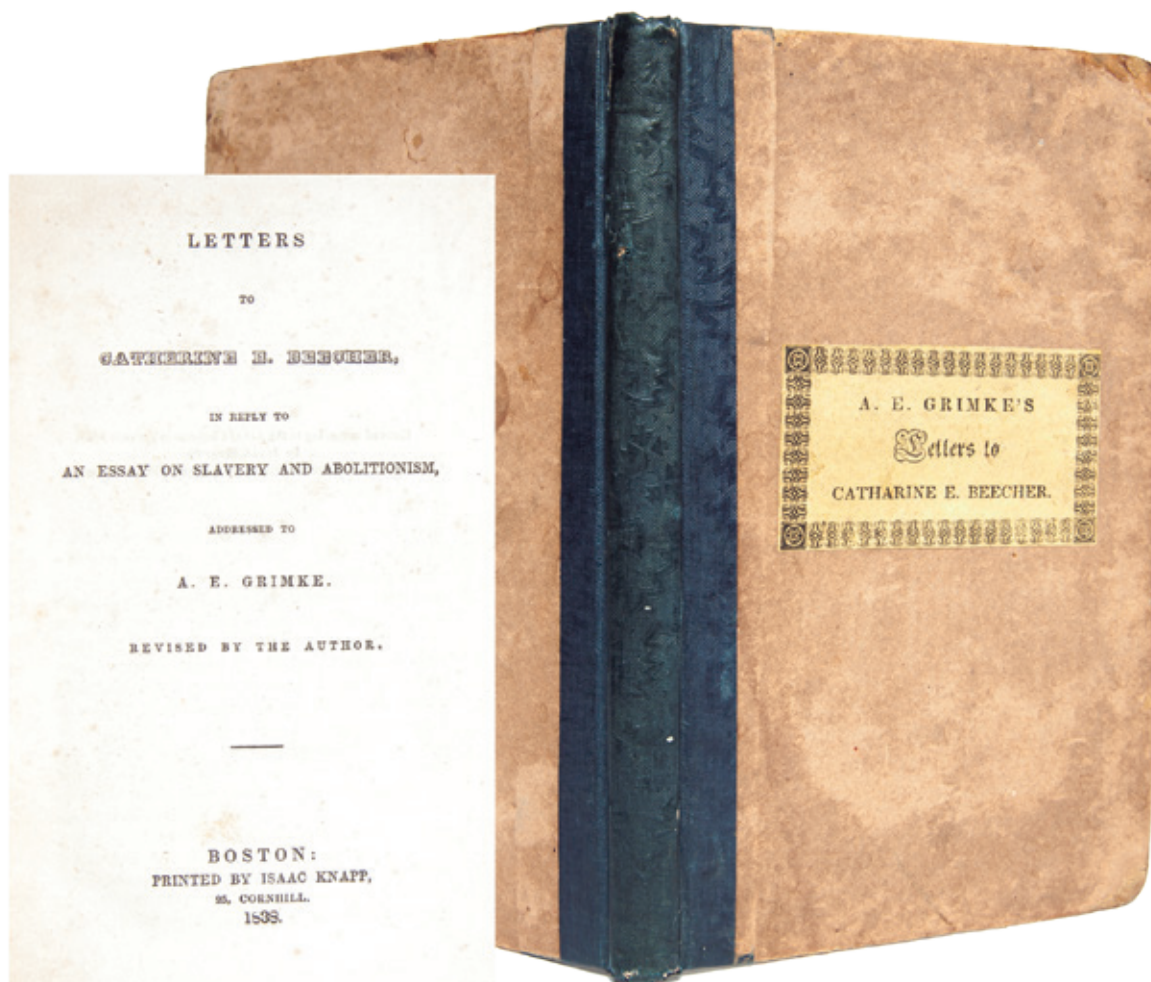 LETTERS
TO
CATHERINE E. BEECHER,
IN REPLY TO
AN ESSAY ON SLAVERY AND ABOLITIONISM,
ADDRESSED TO
A. E. GRIMKE.
REVISED BY THE AUTHOR.
BOSTON:
PRINTED BY ISAAC KNAPP,
25, CORNHILL.
1838.
A. E. GRIMKE'S
Letters to
CATHARINE E. BEECHER.